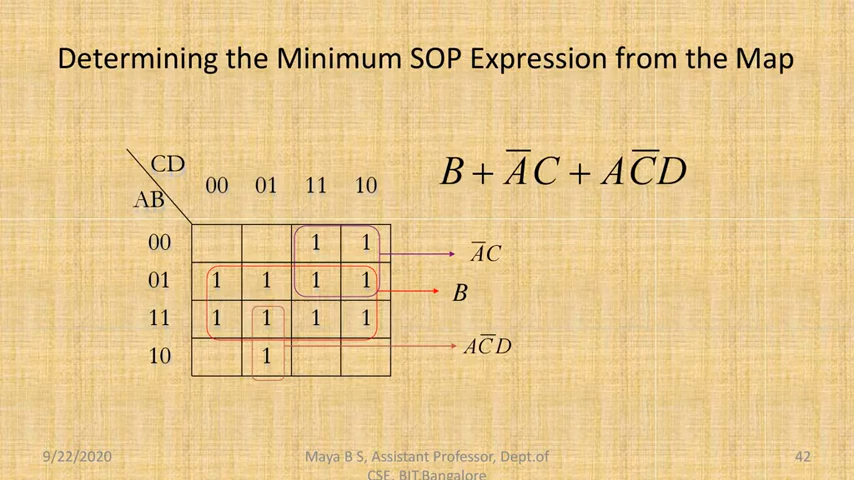 Determining the Minimum SOP Expression from the Map
CD
AB
00 01 11 10
B + A̅C + AC̅D
00 1 1
A̅C
01 1 1 1 1
B
11 1 1 1 1
AC̅D
10 1
9/22/2020
Maya B S, Assistant Professor, Dept.of
CSE, BIT,Bangalore
42